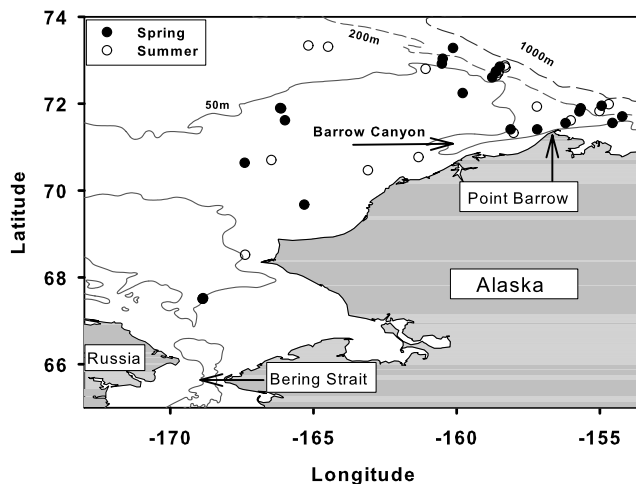 74
72
70
68
66
Latitude
Spring
Summer
200m
1000m
50m
Barrow Canyon
Point Barrow
Alaska
Russia
Bering Strait
-170
-165
-160
-155
Longitude